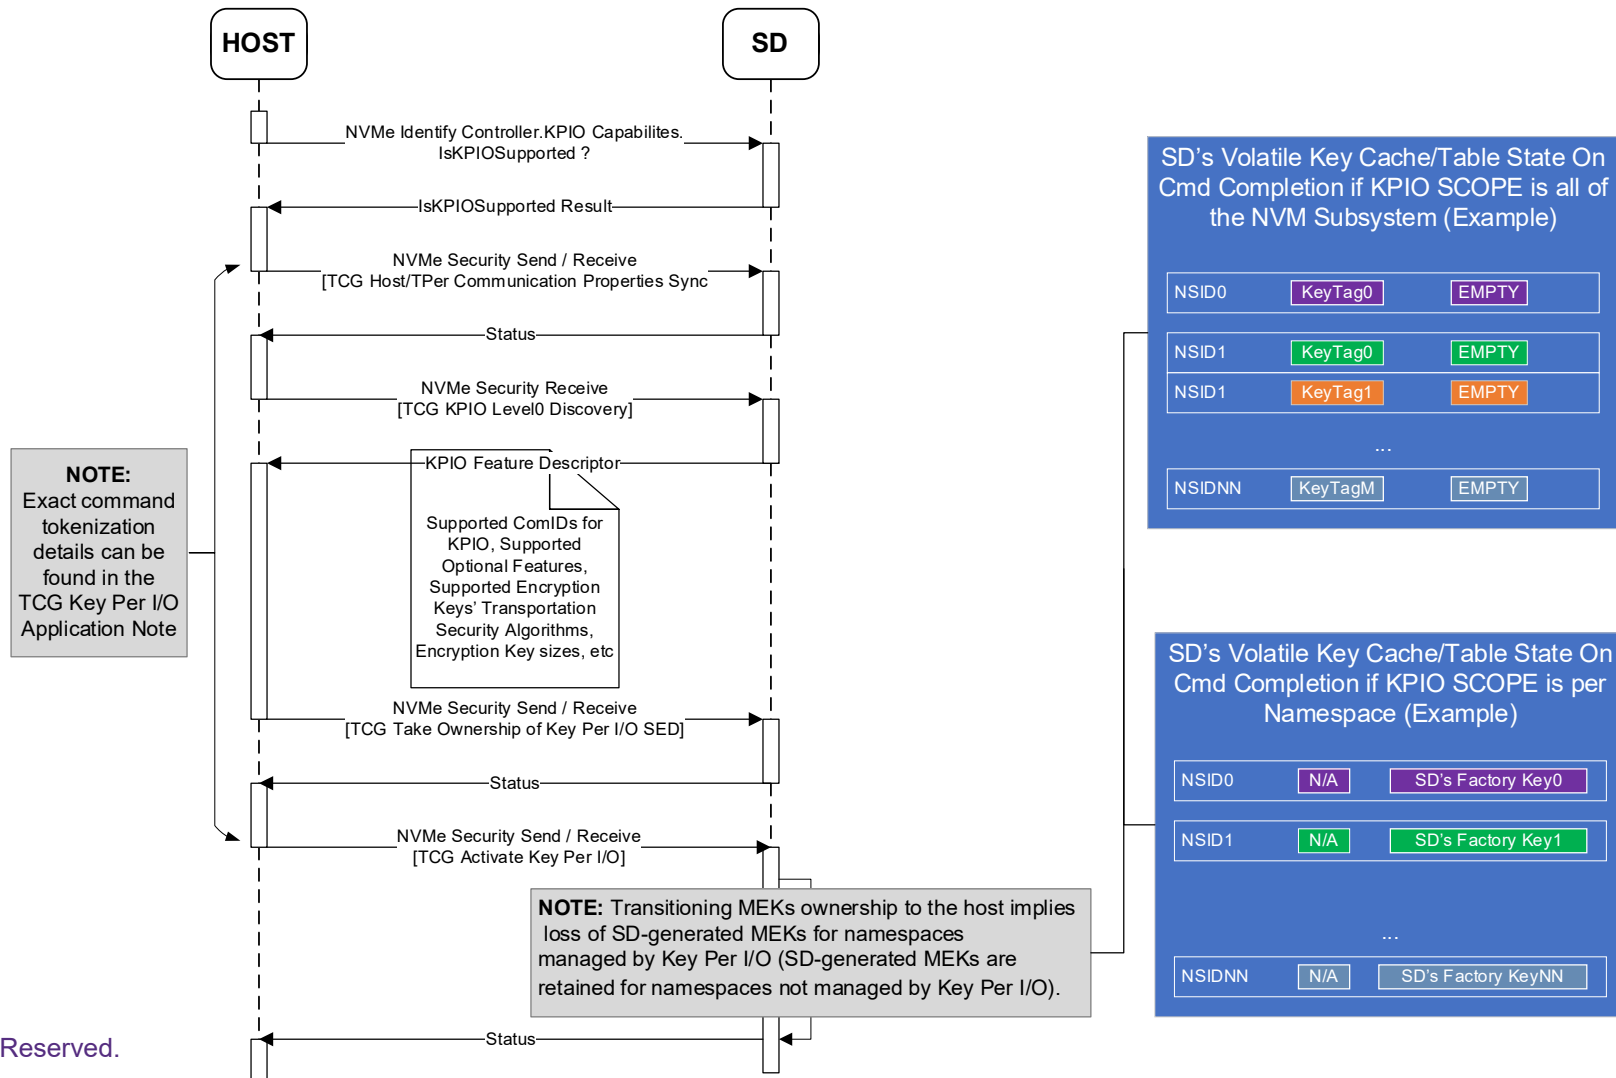 HOST
SD
NVMe Identify Controller.KPIO Capabilites.
IsKPIOSupported ?
IsKPIOSupported Result
NVMe Security Send / Receive
[TCG Host/TPer Communication Properties Sync
Status
NVMe Security Receive
[TCG KPIO Level0 Discovery]
KPIO Feature Descriptor
Supported ComIDs for
KPIO, Supported
Optional Features,
Supported Encryption
Keys' Transportation
Security Algorithms,
Encryption Key sizes, etc
NOTE:
Exact command
tokenization
details can be
found in the
TCG Key Per I/O
Application Note
NVMe Security Send / Receive
[TCG Take Ownership of Key Per I/O SED]
Status
NVMe Security Send / Receive
[TCG Activate Key Per I/O]
NOTE: Transitioning MEKs ownership to the host implies
loss of SD-generated MEKs for namespaces
managed by Key Per I/O (SD-generated MEKs are
retained for namespaces not managed by Key Per I/O).
Status
SD's Volatile Key Cache/Table State On
Cmd Completion if KPIO SCOPE is all of
the NVM Subsystem (Example)
NSID0 KeyTag0 EMPTY
NSID1 KeyTag0 EMPTY
NSID1 KeyTag1 EMPTY
...
NSIDNN KeyTagM EMPTY
SD's Volatile Key Cache/Table State On
Cmd Completion if KPIO SCOPE is per
Namespace (Example)
NSID0 N/A SD's Factory Key0
NSID1 N/A SD's Factory Key1
...
NSIDNN N/A SD's Factory KeyNN
Reserved.